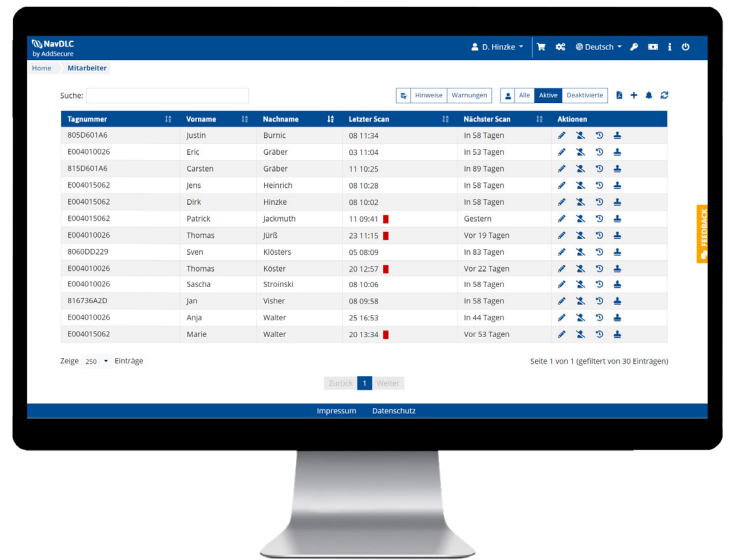 NavDLC
by AddSecure
D. Hinzke
Deutsch
Home Mitarbeiter
Suche:
Hinweise Warnungen Alle Aktive Deaktivierte
Tagnummer Vorname Nachname Letzter Scan Nächster Scan Aktionen
805D601A6 Justin Burnic 08 11:34 In 58 Tagen
E004010026 Eric Gräber 03 11:04 In 53 Tagen
815D601A6 Carsten Gräber 11 10:25 In 89 Tagen
E004015062 Jens Heinrich 08 10:28 In 58 Tagen
E004015062 Dirk Hinzke 08 10:02 In 58 Tagen
E004015062 Patrick Jackmuth 11 09:41 Gestern
E004010026 Thomas Jürß 23 11:15 Vor 19 Tagen
8060DD229 Sven Klösters 05 08:09 In 83 Tagen
E004010026 Thomas Köster 20 12:57 Vor 22 Tagen
E004010026 Sascha Stroinski 08 10:06 In 58 Tagen
816736A2D Jan Visher 08 09:58 In 58 Tagen
E004010026 Anja Walter 25 16:53 In 44 Tagen
E004015062 Marie Walter 20 13:34 Vor 53 Tagen
FEEDBACK
Zeige 250 Einträge
Seite 1 von 1 (gefiltert von 30 Einträgen)
Zurück 1 Weiter
Impressum Datenschutz